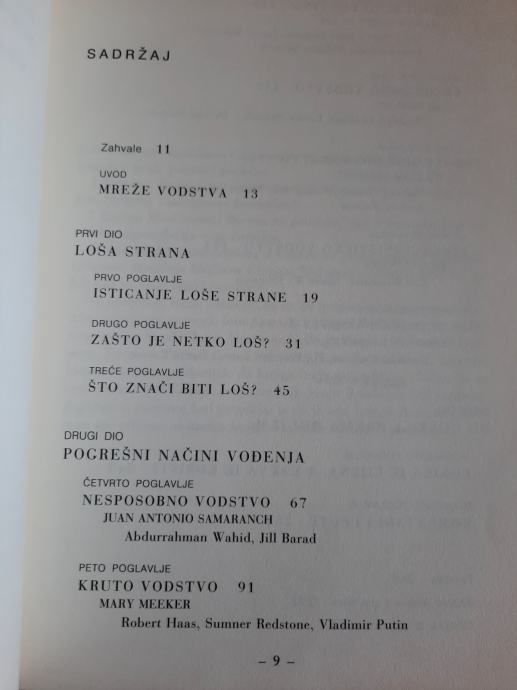 SADRŽAJ
Zahvale 11
UVOD
MREŽE VODSTVA 13
PRVI DIO
LOŠA STRANA
PRVO POGLAVLJE
ISTICANJE LOŠE STRANE 19
DRUGO POGLAVLJE
ZAŠTO JE NETKO LOŠ? 31
TREĆE POGLAVLJE
ŠTO ZNAČI BITI LOŠ? 45
DRUGI DIO
POGREŠNI NAČINI VOĐENJA
ČETVRTO POGLAVLJE
NESPOSOBNO VODSTVO 67
JUAN ANTONIO SAMARANCH
Abdurrahman Wahid, Jill Barad
PETO POGLAVLJE
KRUTO VODSTVO 91
MARY MEEKER
Robert Haas, Sumner Redstone, Vladimir Putin
– 9 –